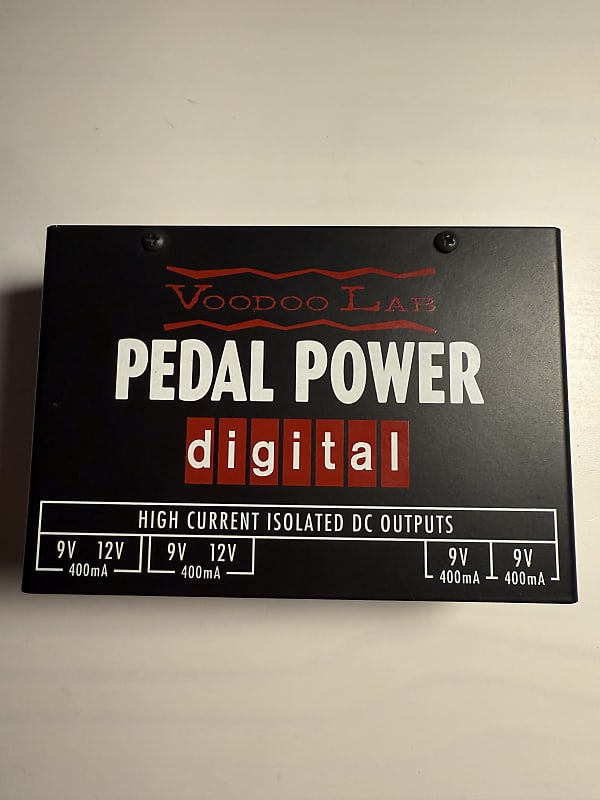 VOODOO LAB
PEDAL POWER
digital
HIGH CURRENT ISOLATED DC OUTPUTS
9V 12V 9V 12V 9V 9V
400mA 400mA 400mA 400mA